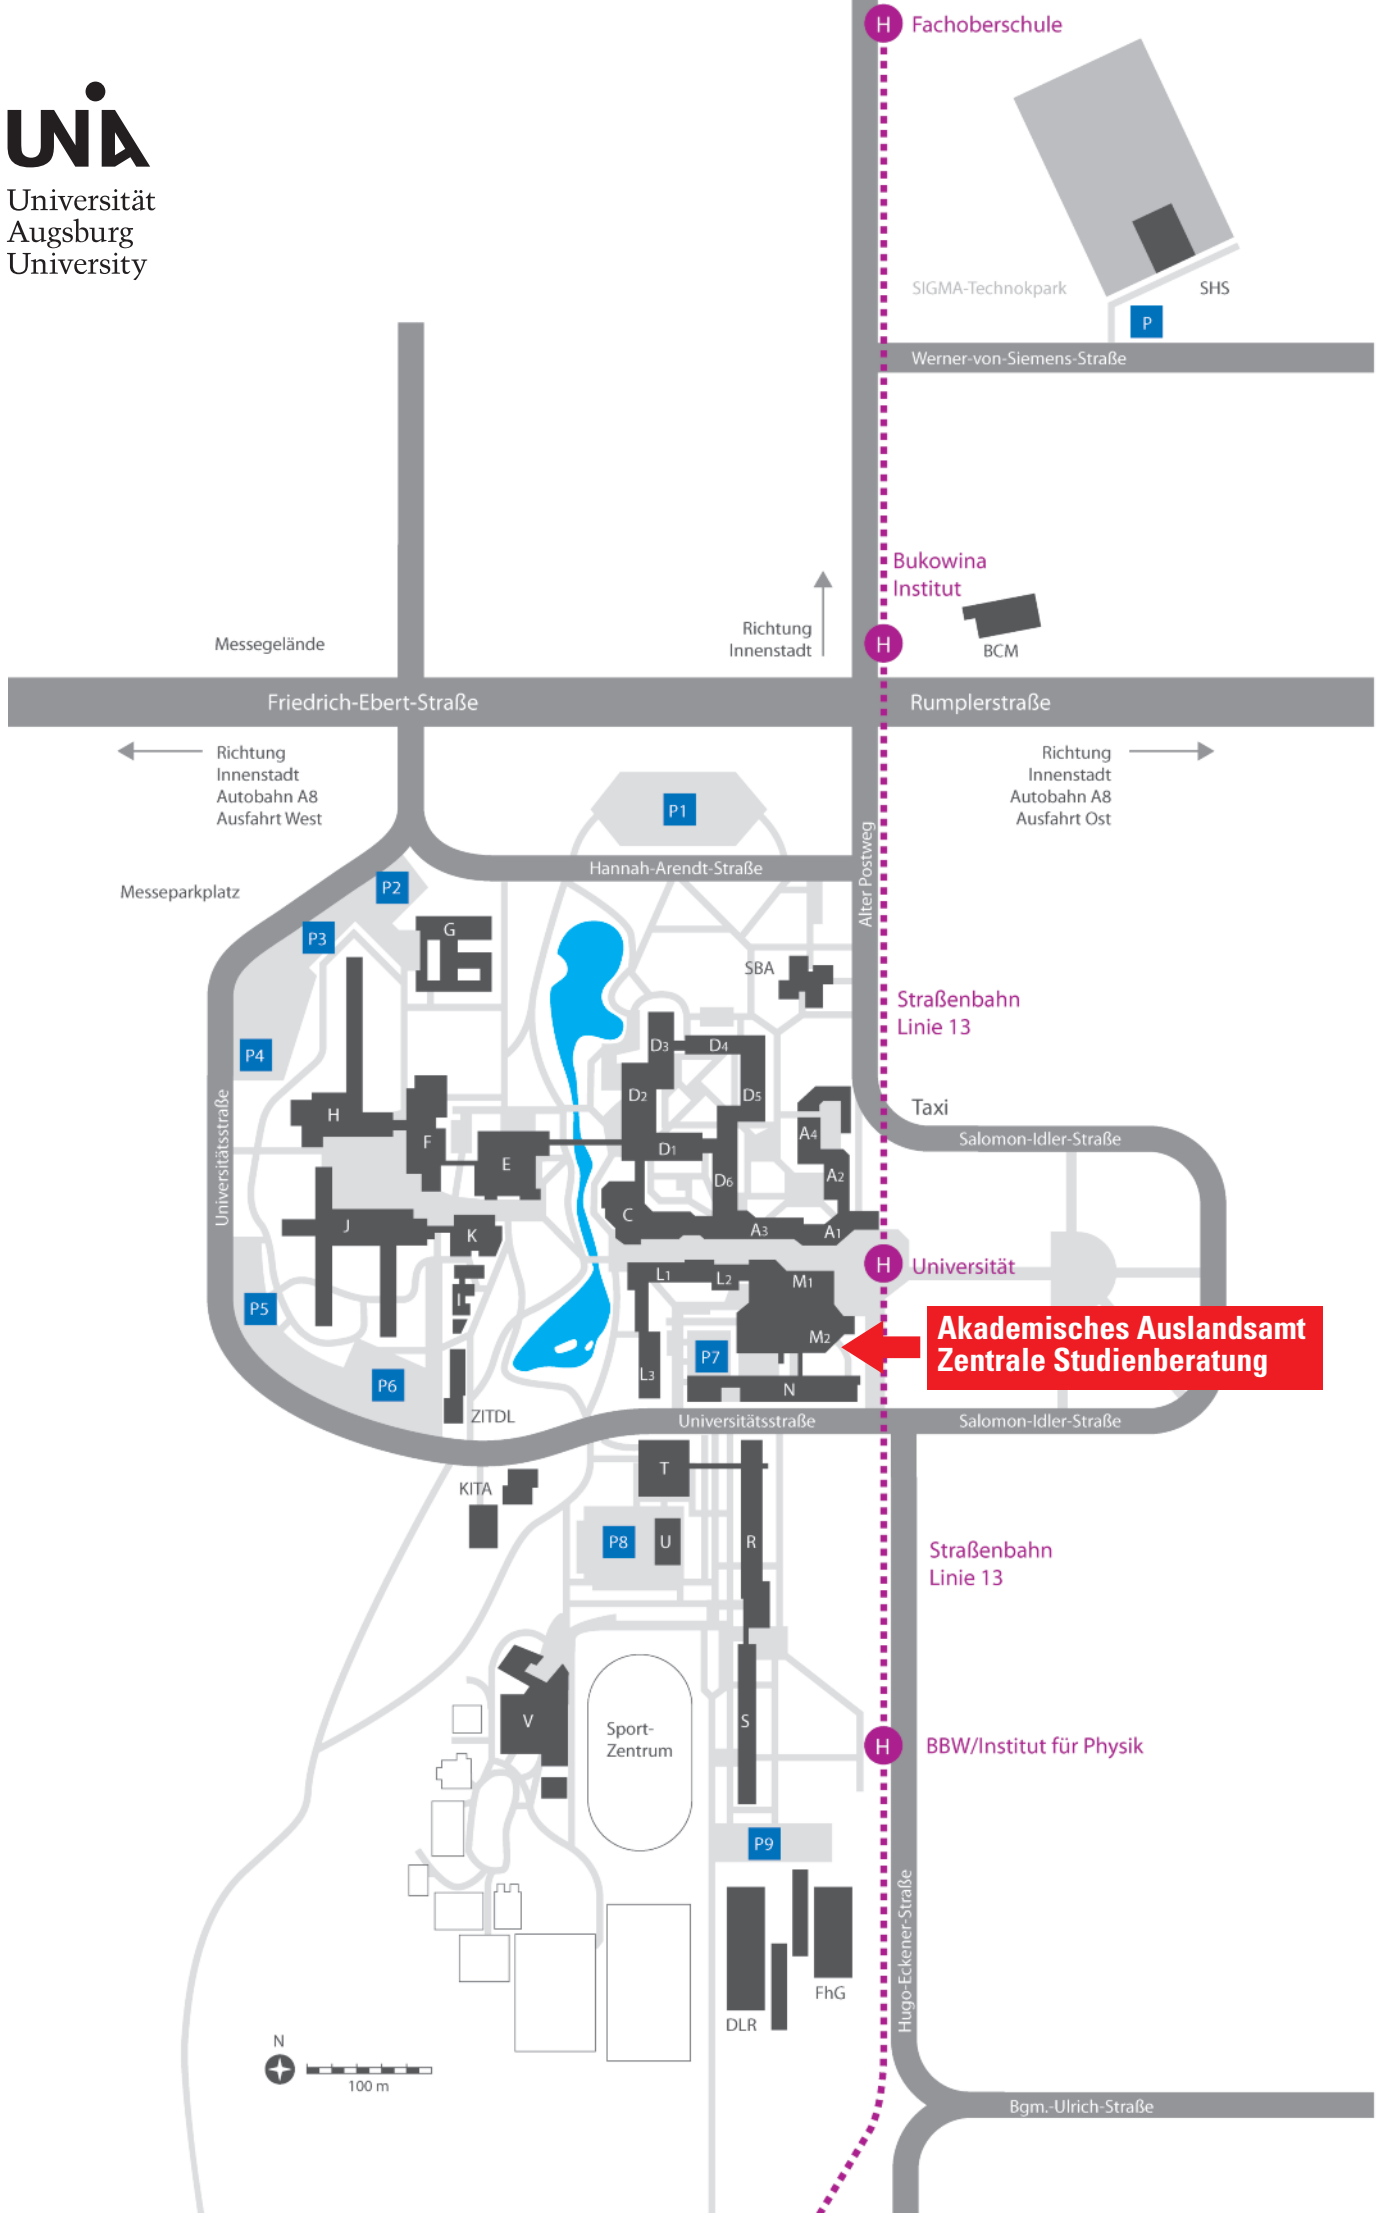 Fachoberschule
H
UNIA
Universität
Augsburg
University
SIGMA-Technokpark
SHS
P
Werner-von-Siemens-Straße
Bukowina
Institut
Richtung
Innenstadt
H
BCM
Messegelände
Friedrich-Ebert-Straße
Rumplerstraße
Richtung
Innenstadt
Autobahn A8
Ausfahrt West
Richtung
Innenstadt
Autobahn A8
Ausfahrt Ost
P1
Alter Postweg
Hannah-Arendt-Straße
Messeparkplatz
P2
P3
G
SBA
Straßenbahn
Linie 13
P4
D3
D4
D2
D5
H
F
E
D1
D6
A4
A2
Taxi
Salomon-Idler-Straße
Universitätsstraße
J
K
C
A3
A1
H
Universität
L1
L2
M1
I
P5
M2
Akademisches Auslandsamt
Zentrale Studienberatung
P7
L3
N
P6
ZITDL
Universitätsstraße
Salomon-Idler-Straße
T
KITA
P8
U
R
Straßenbahn
Linie 13
V
S
Sport-
Zentrum
H
BBW/Institut für Physik
P9
Hugo-Eckener-Straße
FhG
DLR
N
100 m
Bgm.-Ulrich-Straße